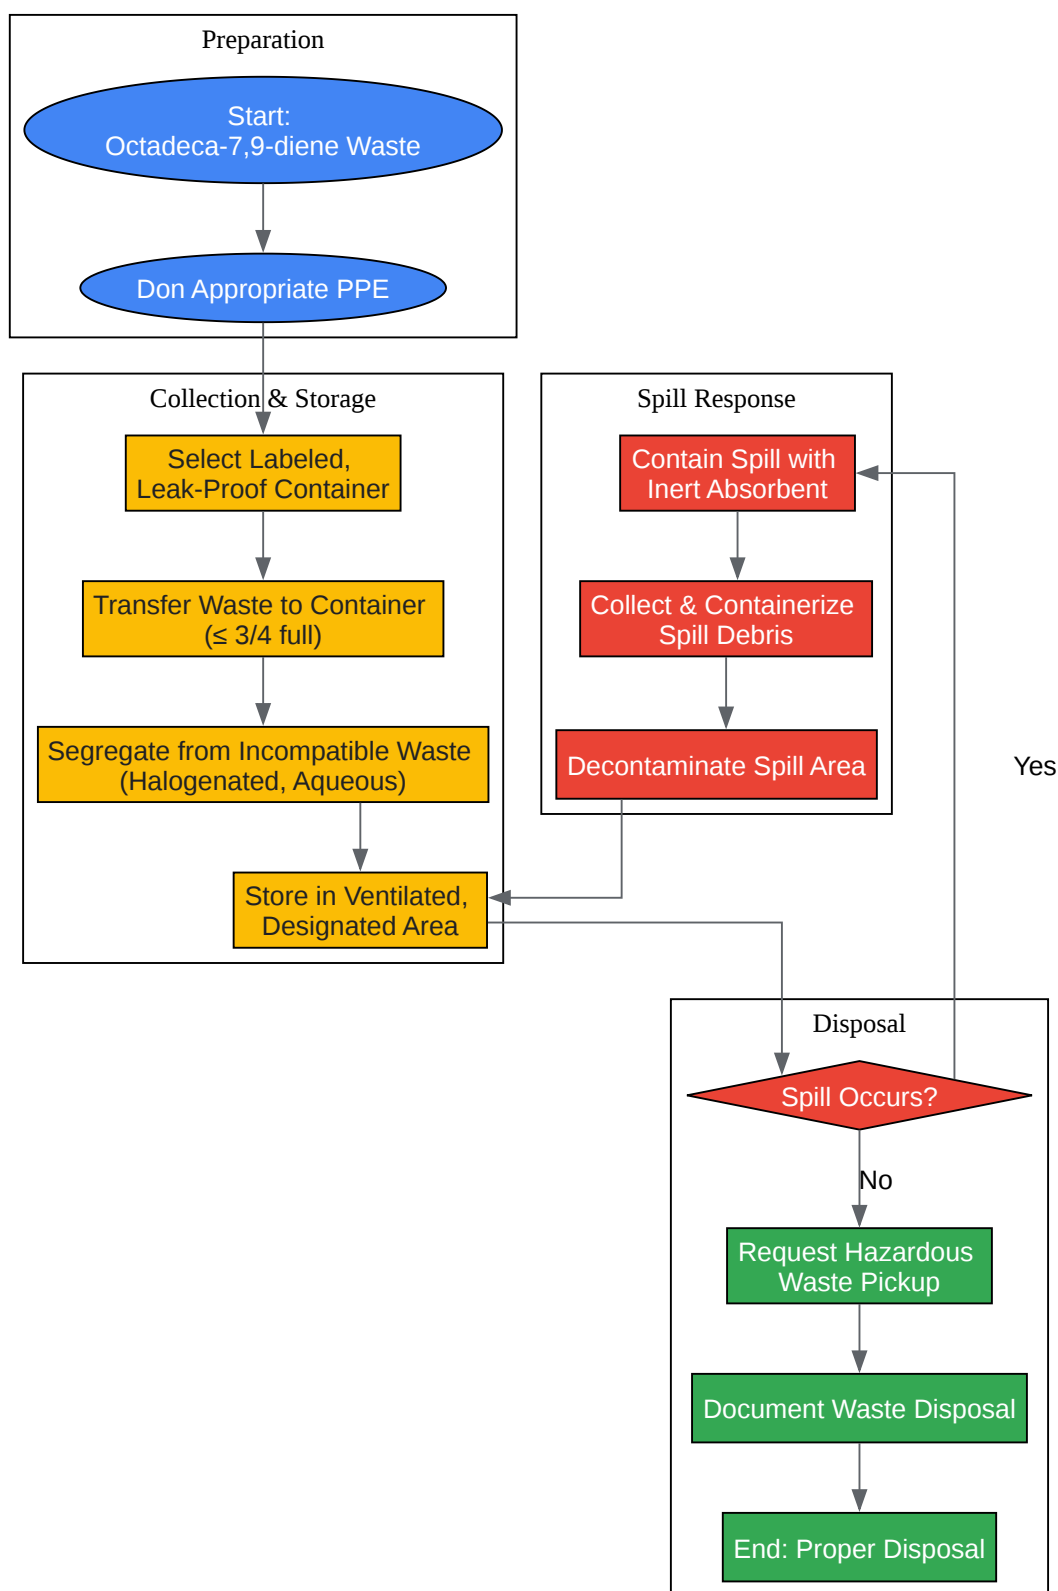 Preparation
Start:
Octadeca-7,9-diene Waste
Don Appropriate PPE
Collection & Storage
Select Labeled,
Leak-Proof Container
Transfer Waste to Container
(≤ 3/4 full)
Segregate from Incompatible Waste
(Halogenated, Aqueous)
Store in Ventilated,
Designated Area
Spill Response
Contain Spill with
Inert Absorbent
Collect & Containerize
Spill Debris
Decontaminate Spill Area
Yes
Disposal
Spill Occurs?
No
Request Hazardous
Waste Pickup
Document Waste Disposal
End: Proper Disposal